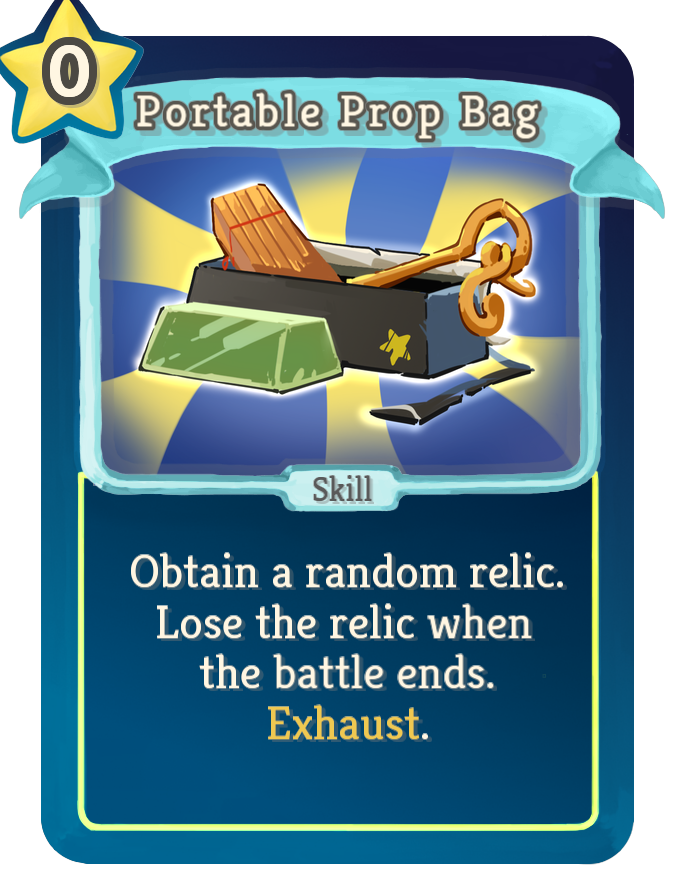 0
Portable Prop Bag
Skill
Obtain a random relic.
Lose the relic when
the battle ends.
Exhaust.